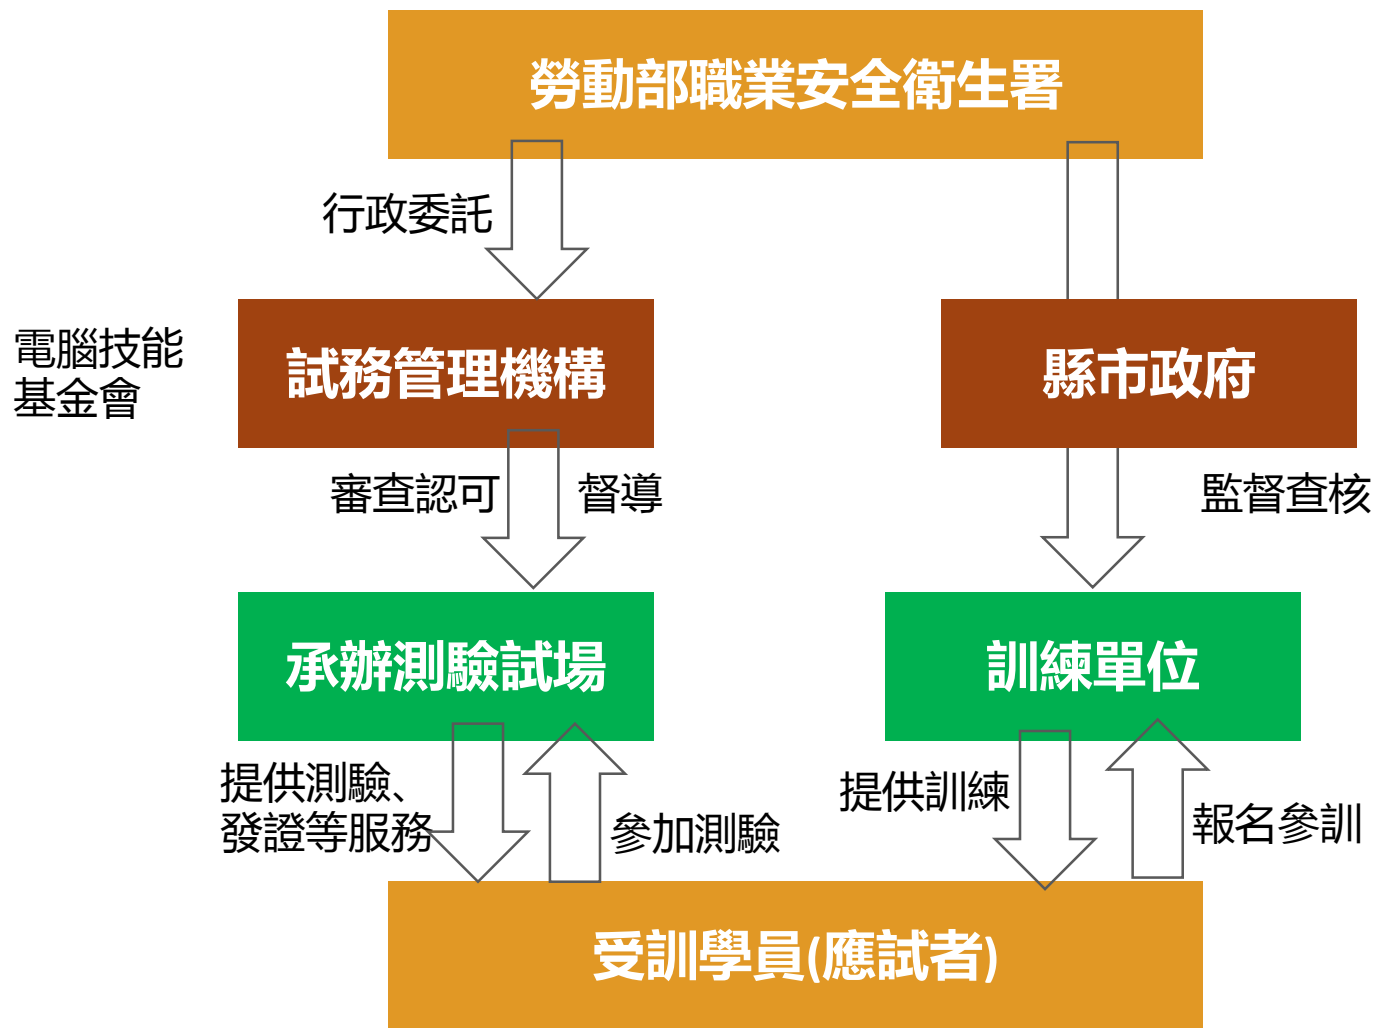 勞動部職業安全衛生署
行政委託
電腦技能
基金會
試務管理機構
縣市政府
審查認可
督導
監督查核
承辦測驗試場
訓練單位
提供測驗、
發證等服務
參加測驗
提供訓練
報名參訓
受訓學員(應試者)